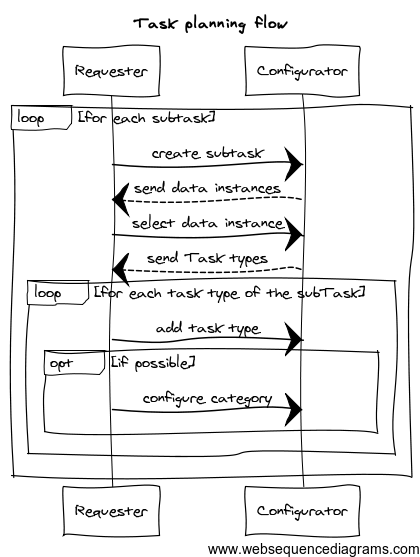 Task planning flow
Requester
Configurator
loop
[for each subtask]
create subtask
send data instances
select data instance
send Task types
loop
[for each task type of the subTask]
add task type
opt
[if possible]
configure category
Requester
Configurator
www.websequencediagrams.com